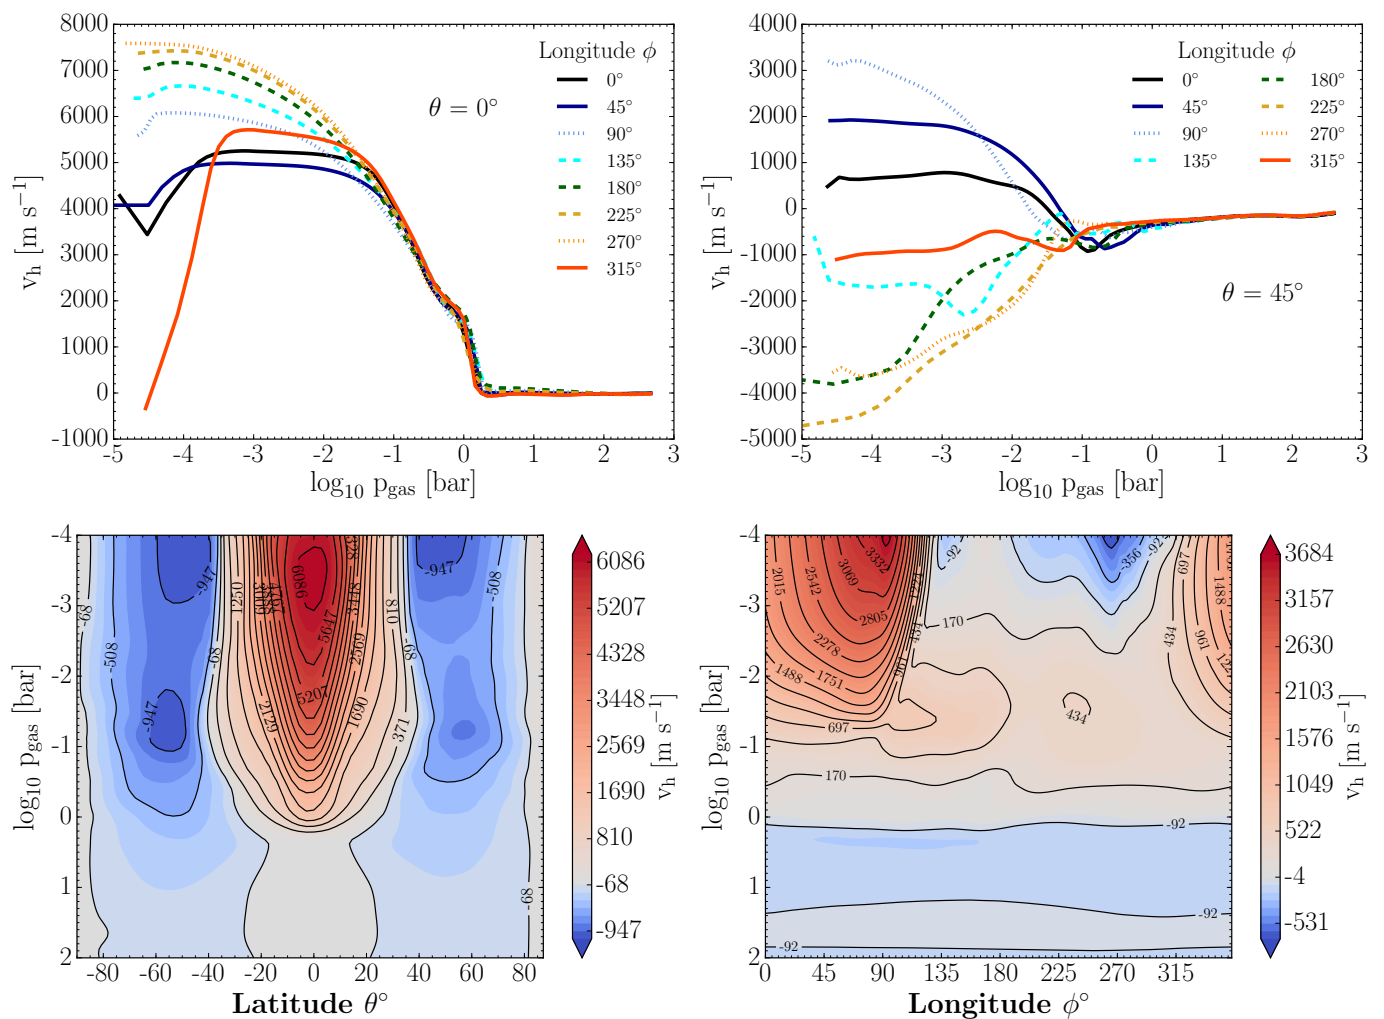 8000
7000
6000
5000
4000
3000
2000
1000
0
-1000
-5 -4 -3 -2 -1 0 1 2 3
v_h [m s⁻¹]
log₁₀ p_gas [bar]
θ = 0°
Longitude ϕ
0°
45°
90°
135°
180°
225°
270°
315°
4000
3000
2000
1000
0
-1000
-2000
-3000
-4000
-5000
-5 -4 -3 -2 -1 0 1 2 3
v_h [m s⁻¹]
log₁₀ p_gas [bar]
θ = 45°
Longitude ϕ
0° 180°
45° 225°
90° 270°
135° 315°
-4
-3
-2
-1
0
1
2
-80 -60 -40 -20 0 20 40 60 80
log₁₀ p_gas [bar]
Latitude θ°
-947 1250 6086 -947 -508
-68 3448 810
-508 -68 5647 2569 -68
-947 2129 5207 1690 371
-68
6086
5207
4328
3448
2569
1690
810
-68
-947
v_h [m s⁻¹]
-4
-3
-2
-1
0
1
2
0 45 90 135 180 225 270 315
log₁₀ p_gas [bar]
Longitude ϕ°
3332 -92 -356 -92 697
2015 2542 3069 1488
2805 434 170 434
2278 961 961
1488 1751
697 434
170
-92
-92
-92
3684
3157
2630
2103
1576
1049
522
-4
-531
v_h [m s⁻¹]